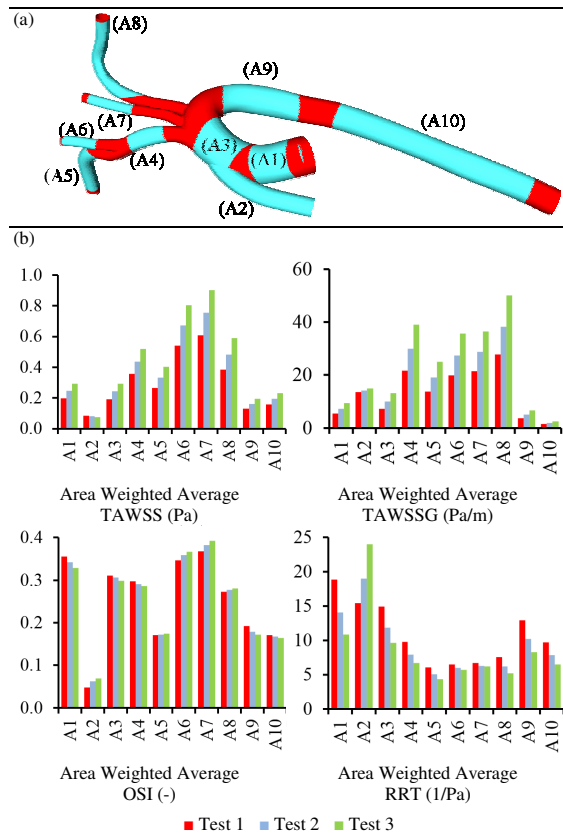 (a)
(A8)
(A9)
(A10)
(A7)
(A6)
(A4)
(A3)
(A1)
(A5)
(A2)
(b)
1.0
0.8
0.6
0.4
0.2
0.0
A1 A2 A3 A4 A5 A6 A7 A8 A9 A10
Area Weighted Average
TAWSS (Pa)
60
40
20
0
A1 A2 A3 A4 A5 A6 A7 A8 A9 A10
Area Weighted Average
TAWSSG (Pa/m)
0.4
0.3
0.2
0.1
0.0
A1 A2 A3 A4 A5 A6 A7 A8 A9 A10
Area Weighted Average
OSI (-)
25
20
15
10
5
0
A1 A2 A3 A4 A5 A6 A7 A8 A9 A10
Area Weighted Average
RRT (1/Pa)
Test 1 Test 2 Test 3